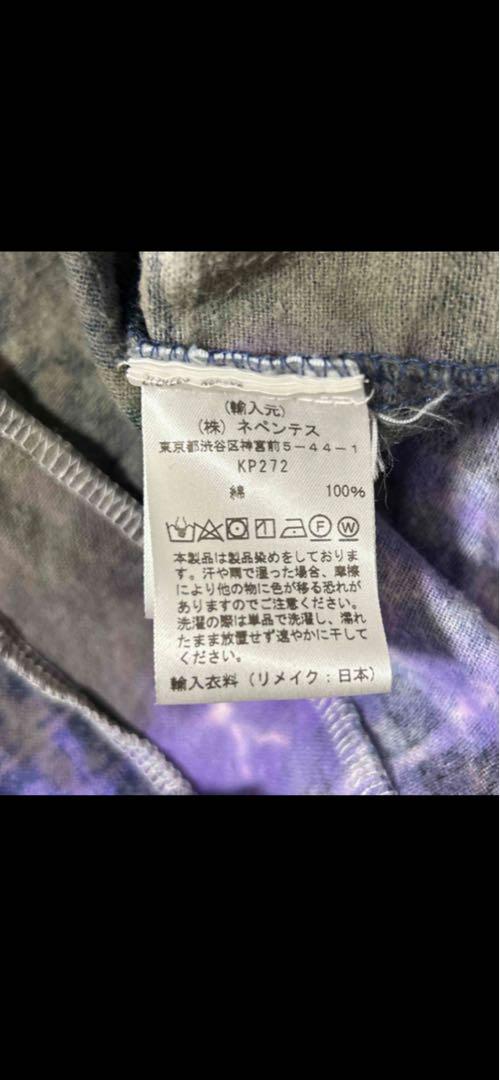 (輸入元)
(株) ネペンテス
東京都渋谷区神宮前5-44-1
KP272
綿 100%
F W
本製品は製品染めをしておりま
す。汗や雨で湿った場合、摩擦
により他の物に色が移る恐れが
ありますのでご注意ください。
洗濯の際は単品で洗濯し、濡れ
たまま放置せず速やかに干して
ください。
輸入衣料 (リメイク:日本)